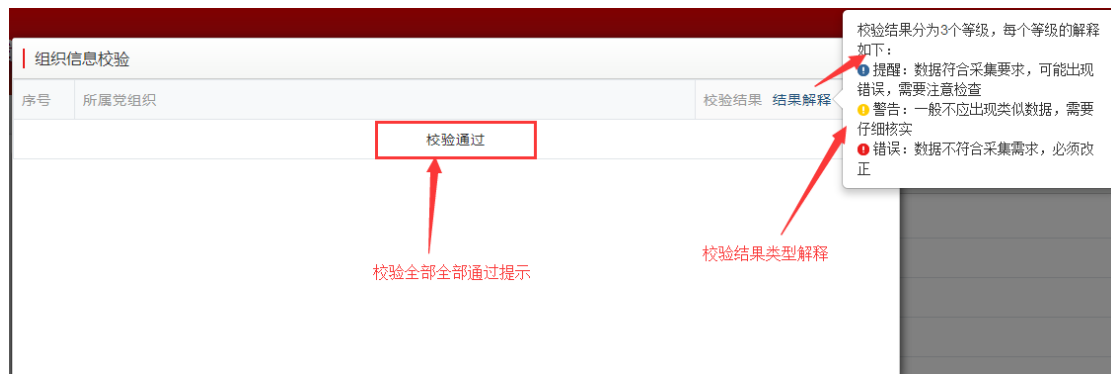 校验结果分为3个等级，每个等级的解释
如下：
提醒：数据符合采集要求，可能出现
错误，需要注意检查
警告：一般不应出现类似数据，需要
仔细核实
错误：数据不符合采集需求，必须改
正
组织信息校验
序号 所属党组织 校验结果 结果解释
校验通过
校验结果类型解释
校验全部全部通过提示